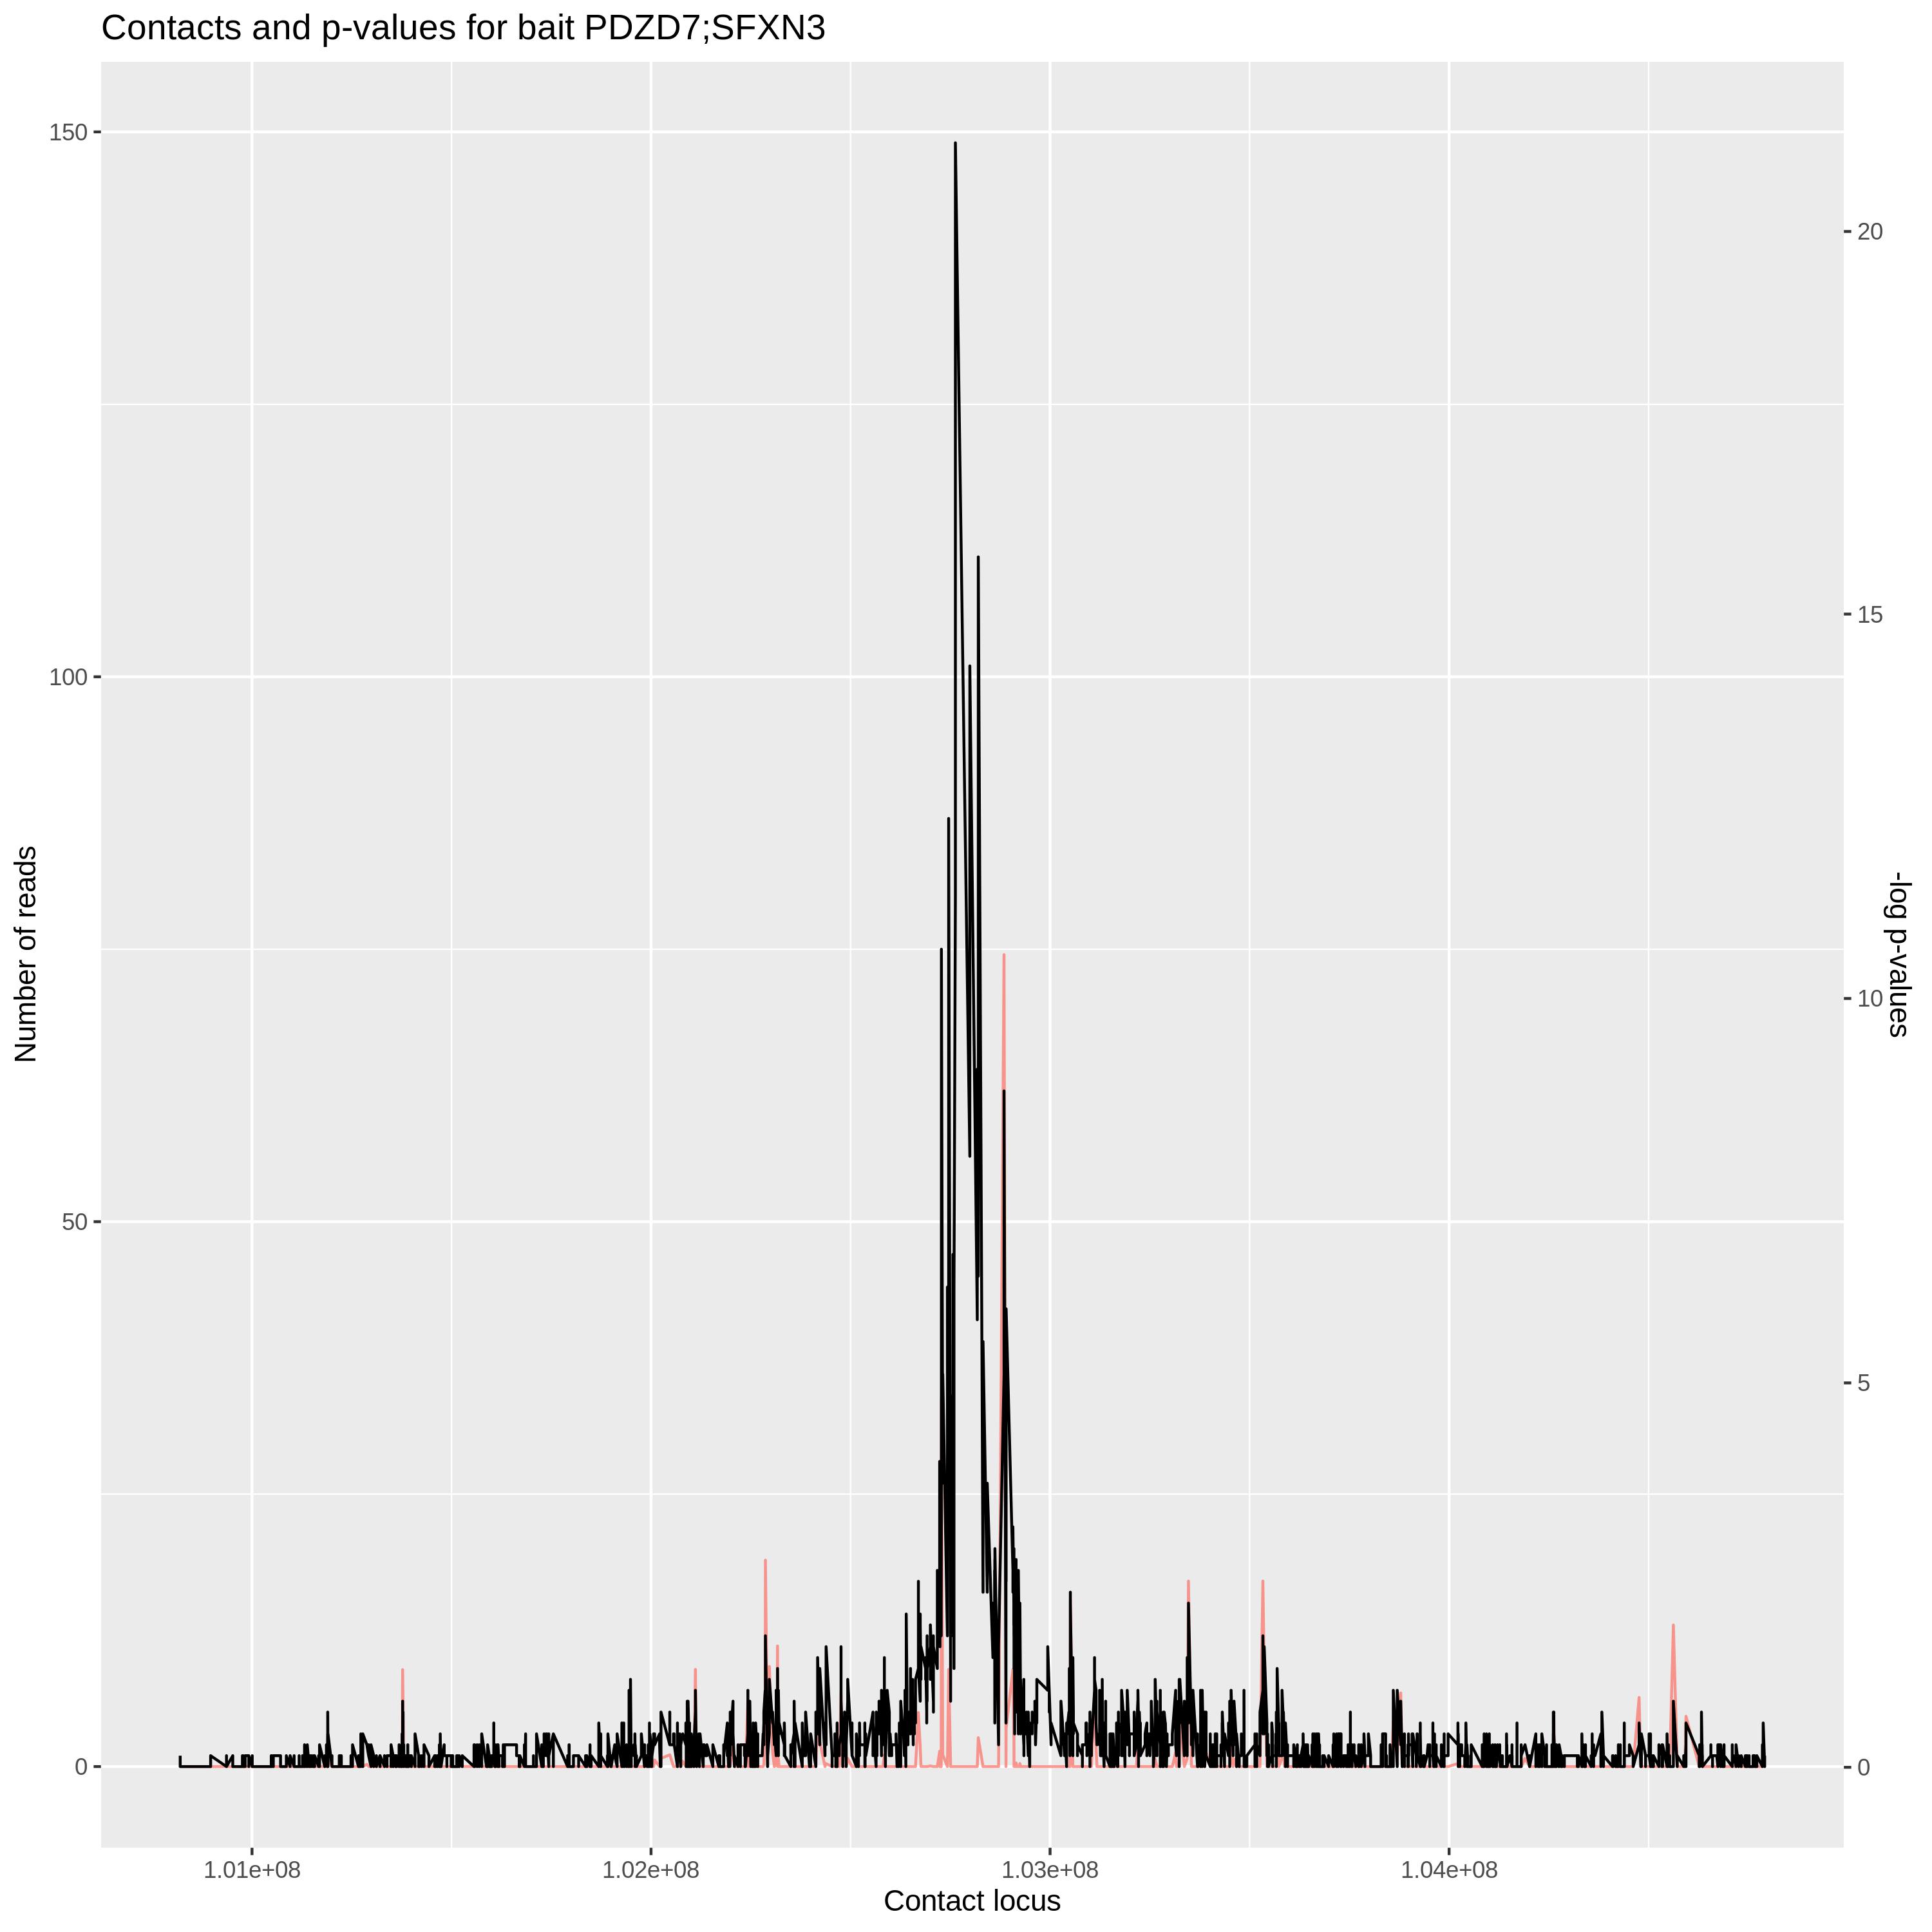 Contacts and p-values for bait PDZD7;SFXN3
150
100
50
0
Number of reads
20
15
10
5
0
-log p-values
1.01e+08
1.02e+08
1.03e+08
1.04e+08
Contact locus